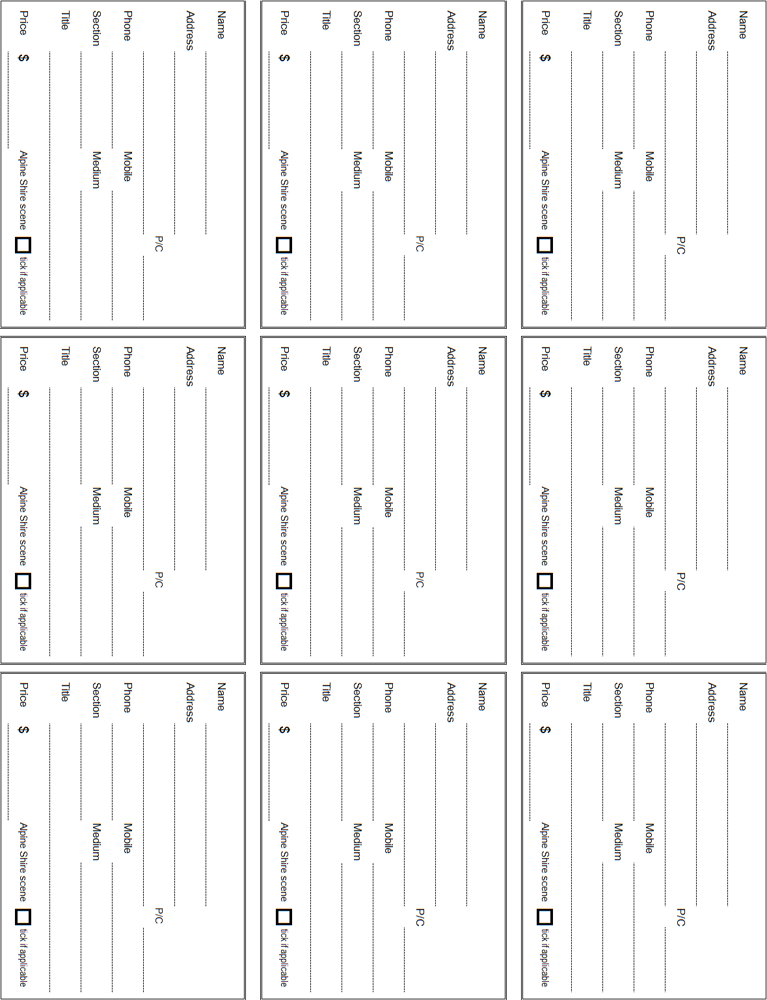 Name
Address
P/C
Phone Mobile
Section Medium
Title
Price $ Alpine Shire scene tick if applicable
Name
Address
P/C
Phone Mobile
Section Medium
Title
Price $ Alpine Shire scene tick if applicable
Name
Address
P/C
Phone Mobile
Section Medium
Title
Price $ Alpine Shire scene tick if applicable
Name
Address
P/C
Phone Mobile
Section Medium
Title
Price $ Alpine Shire scene tick if applicable
Name
Address
P/C
Phone Mobile
Section Medium
Title
Price $ Alpine Shire scene tick if applicable
Name
Address
P/C
Phone Mobile
Section Medium
Title
Price $ Alpine Shire scene tick if applicable
Name
Address
P/C
Phone Mobile
Section Medium
Title
Price $ Alpine Shire scene tick if applicable
Name
Address
P/C
Phone Mobile
Section Medium
Title
Price $ Alpine Shire scene tick if applicable
Name
Address
P/C
Phone Mobile
Section Medium
Title
Price $ Alpine Shire scene tick if applicable